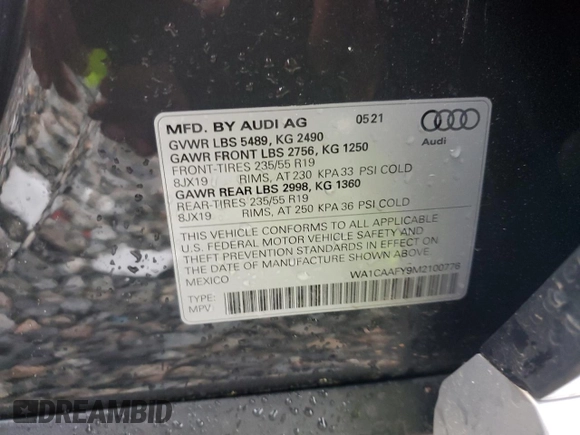 MFD. BY AUDI AG 05 21
GVWR LBS 5489, KG 2490
GAWR FRONT LBS 2756, KG 1250
FRONT-TIRES 235/55 R19
8JX19 RIMS, AT 230 KPA 33 PSI COLD
GAWR REAR LBS 2998, KG 1360
REAR-TIRES 235/55 R19
8JX19 RIMS, AT 250 KPA 36 PSI COLD
Audi
THIS VEHICLE CONFORMS TO ALL APPLICABLE
U.S. FEDERAL MOTOR VEHICLE SAFETY AND
THEFT PREVENTION STANDARDS IN EFFECT ON
THE DATE OF MANUFACTURE SHOWN ABOVE.
MEXICO WA1CAAFY9M2100776
TYPE:
MPV
DREAMBID